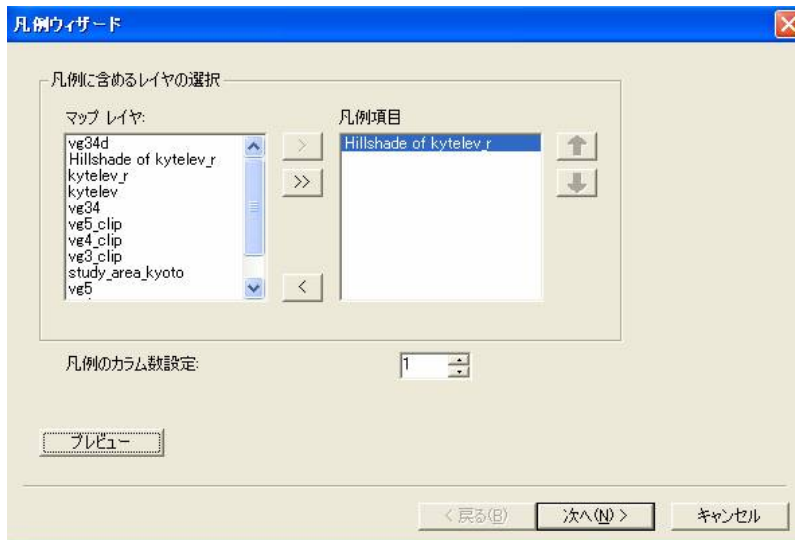 凡例ウィザード
凡例に含めるレイヤの選択
マップ レイヤ:
凡例項目
vg34d
Hillshade of kytelev_r
kytelev_r
kytelev
vg34
vg5_clip
vg4_clip
vg3_clip
study_area_kyoto
vg5
>
>>
<
Hillshade of kytelev_r
凡例のカラム数設定:
1
プレビュー
< 戻る(B)
次へ(N) >
キャンセル